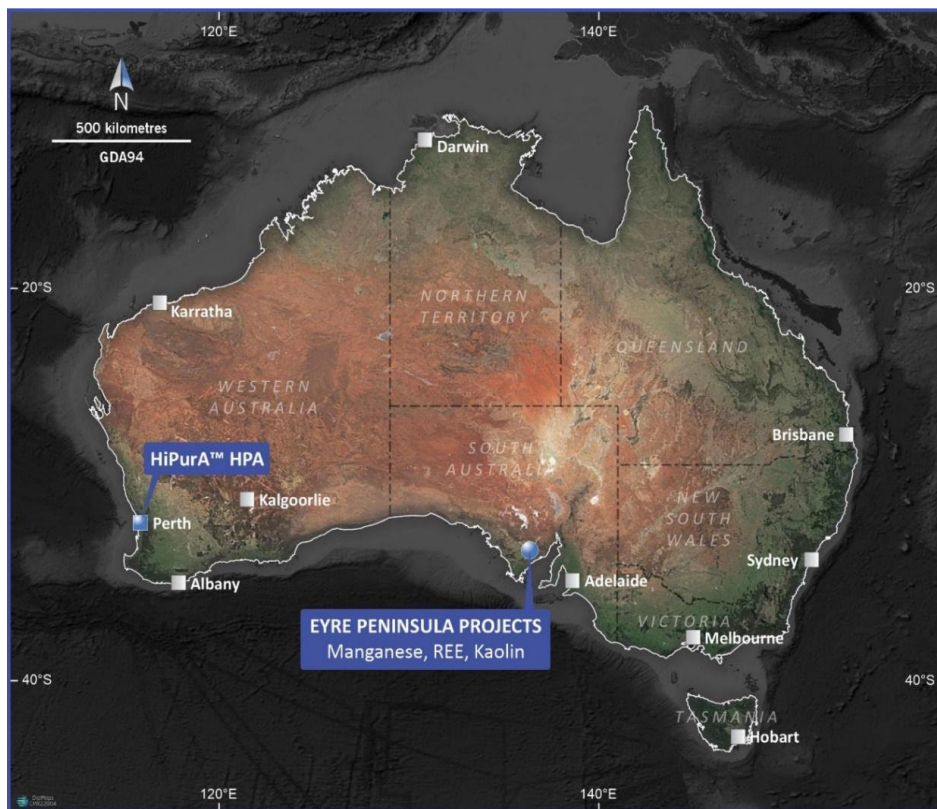 120°E
140°E
N
500 kilometres
GDA94
Darwin
20°S
20°S
Karratha
NORTHERN
TERRITORY
QUEENSLAND
WESTERN
AUSTRALIA
Brisbane
HiPurA™ HPA
SOUTH
AUSTRALIA
Kalgoorlie
NEW
SOUTH
WALES
Perth
Sydney
Albany
Adelaide
EYRE PENINSULA PROJECTS
Manganese, REE, Kaolin
VICTORIA
Melbourne
40°S
40°S
TASMANIA
Hobart
120°E
140°E